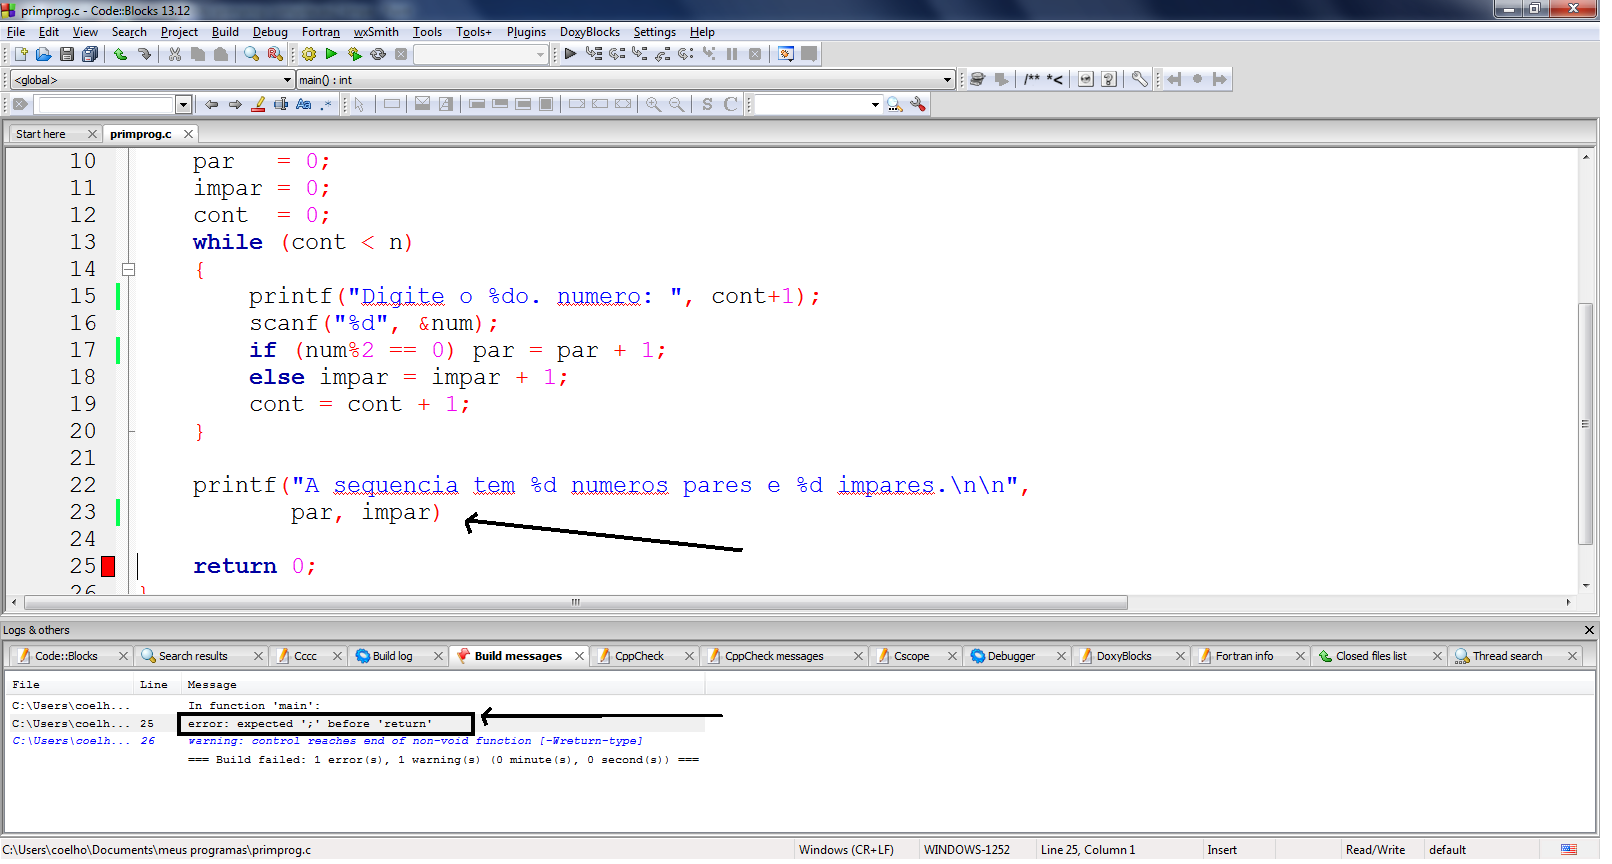 primprog.c - Code::Blocks 13.12
File Edit View Search Project Build Debug Fortran wxSmith Tools Tools+ Plugins DoxyBlocks Settings Help
<global> main() : int
/** *<
Aa .*
S C
Start here primprog.c
10 par   = 0;
11 impar = 0;
12 cont  = 0;
13 while (cont < n)
14 {
15 printf("Digite o %do. numero: ", cont+1);
16 scanf("%d", &num);
17 if (num%2 == 0) par = par + 1;
18 else impar = impar + 1;
19 cont = cont + 1;
20 }
21
22 printf("A sequencia tem %d numeros pares e %d impares.\n\n",
23 par, impar)
24
25 return 0;
26 }
Logs & others
Code::Blocks Search results Cccc Build log Build messages CppCheck CppCheck messages Cscope Debugger DoxyBlocks Fortran info Closed files list Thread search
File Line Message
C:\Users\coelh... In function 'main':
C:\Users\coelh... 25 error: expected ';' before 'return'
C:\Users\coelh... 26 warning: control reaches end of non-void function [-Wreturn-type]
=== Build failed: 1 error(s), 1 warning(s) (0 minute(s), 0 second(s)) ===
C:\Users\coelho\Documents\meus programas\primprog.c Windows (CR+LF) WINDOWS-1252 Line 25, Column 1 Insert Read/Write default